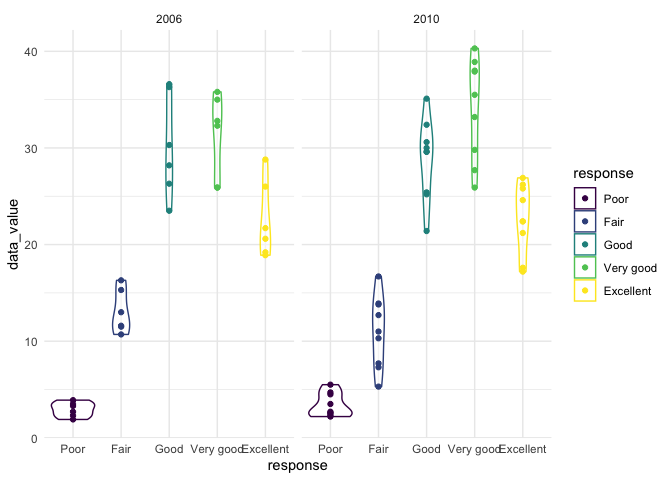 2006
2010
40
30
20
10
0
data_value
Poor
Fair
Good
Very good
Excellent
Poor
Fair
Good
Very good
Excellent
response
response
Poor
Fair
Good
Very good
Excellent